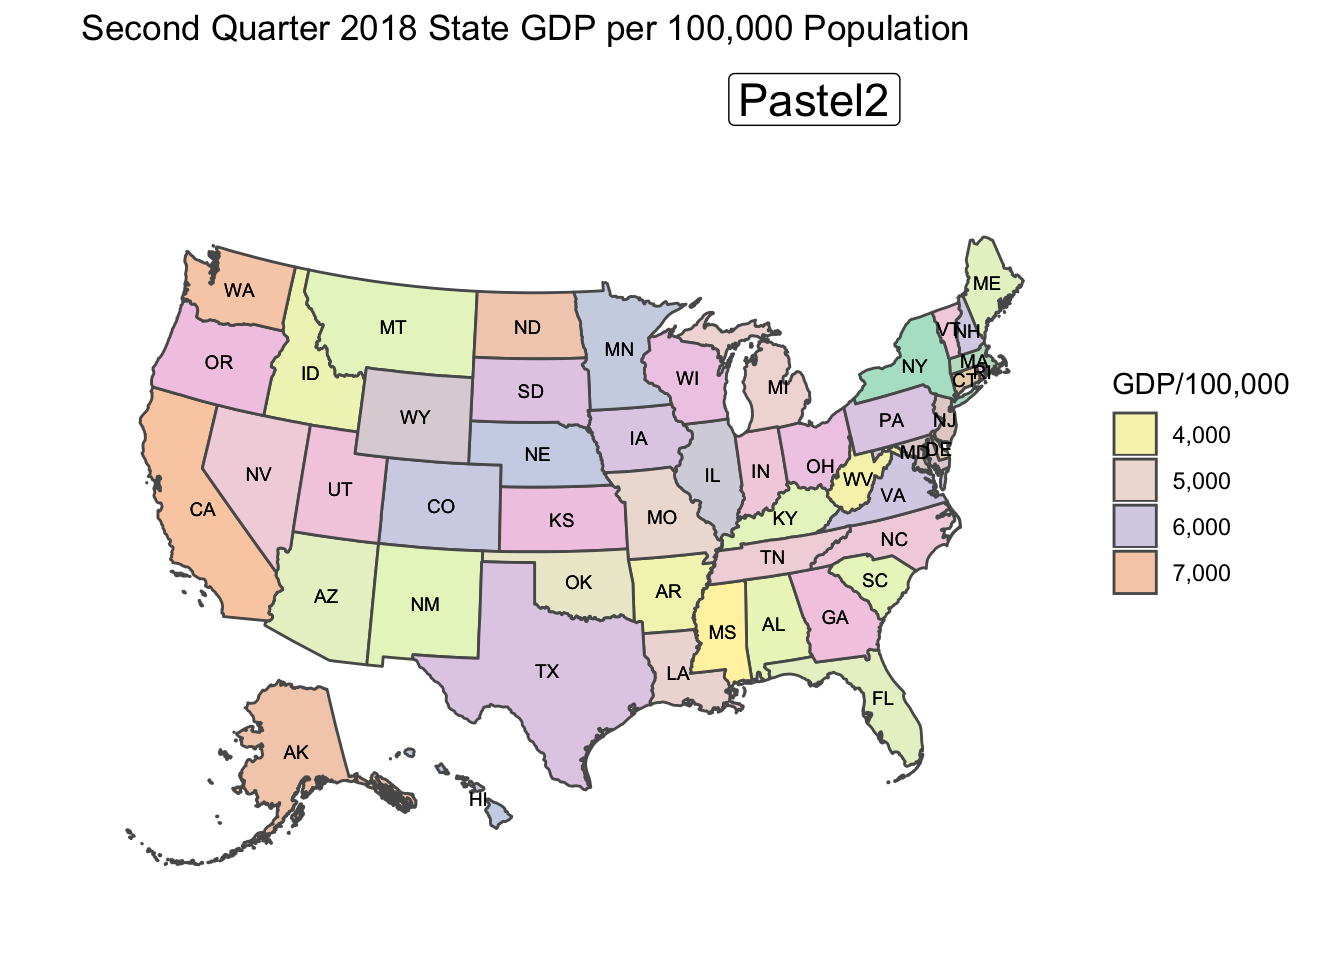 Second Quarter 2018 State GDP per 100,000 Population
Pastel2
ME
WA
MT
ND
VT
NH
MN
OR
NY
MA
RI
ID
WI
CT
MI
SD
WY
PA
NJ
IA
MD
DE
NE
NV
IL
IN
OH
WV
UT
VA
CA
CO
KS
MO
KY
NC
TN
AZ
NM
OK
AR
SC
MS
AL
GA
TX
LA
FL
AK
HI
GDP/100,000
4,000
5,000
6,000
7,000